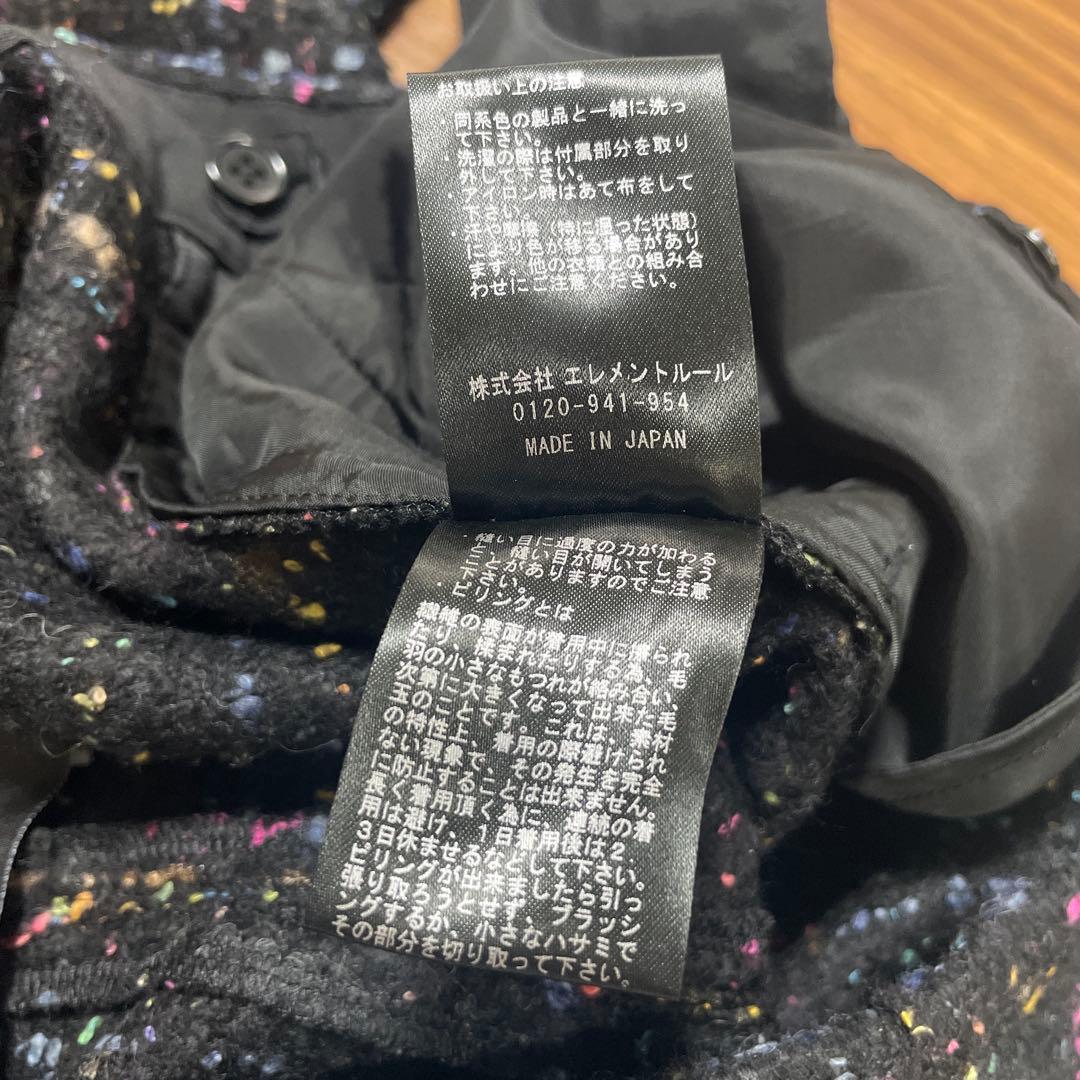 お取扱い上の注意
・同系色の製品と一緒に洗っ
て下さい。
・洗濯の際は付属部分を取り
外して下さい。
・アイロン時はあて布をして
下さい。
・汗や摩擦（特に湿った状態）
により色が移る場合があり
ます。他の衣類との組み合
わせにご注意ください。
株式会社 エレメントルール
0120-941-954
MADE IN JAPAN
・縫い目に過度の力が加わる
と、縫い目が開いてしまう
ことがありますのでご注意
下さい。
・ピリングとは
繊維の表面が着用中に擦られ
たり、揉まれたりする為、毛
羽の小さなもつれが絡み合い、
次第に大きくなって出来た毛
玉のことです。これは、素材
の特性上、着用の際避けられ
ない現象で、その発生を完全
に防止することは出来ません。
長く着用頂く為に、連続の着
用は避け、1日着用後は2.
3日休ませるなどして下さい。
ピリングが出来ましたら引っ
張り取ろうとせず、ブラッシ
ングするか、小さなハサミで
その部分を切り取って下さい。